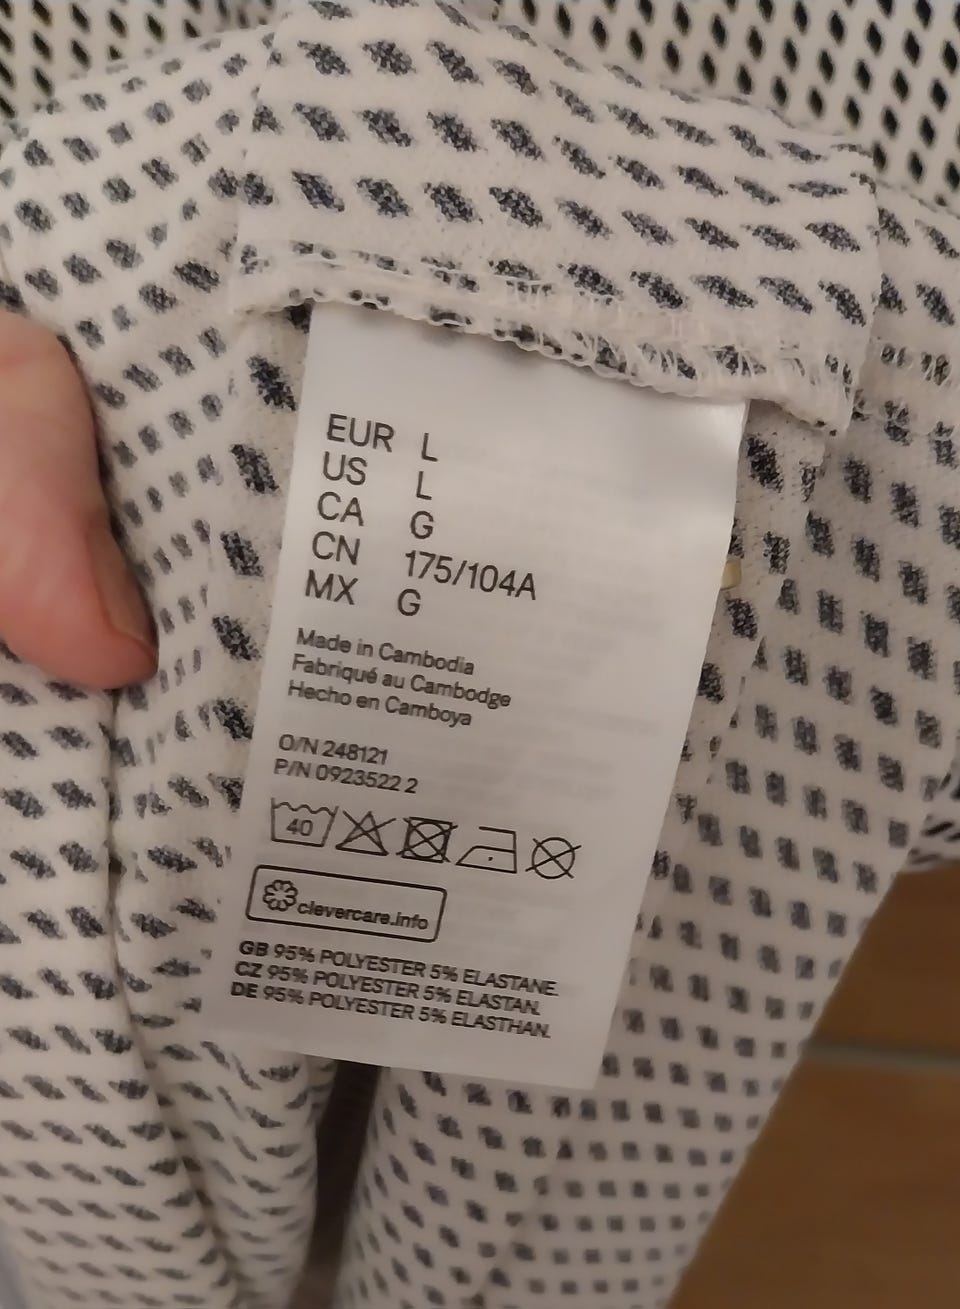 EUR L
US L
CA G
CN 175/104A
MX G
Made in Cambodia
Fabriqué au Cambodge
Hecho en Camboya
O/N 248121
P/N 0923522 2
40
clevercare.info
GB 95% POLYESTER 5% ELASTANE.
CZ 95% POLYESTER 5% ELASTAN.
DE 95% POLYESTER 5% ELASTHAN.